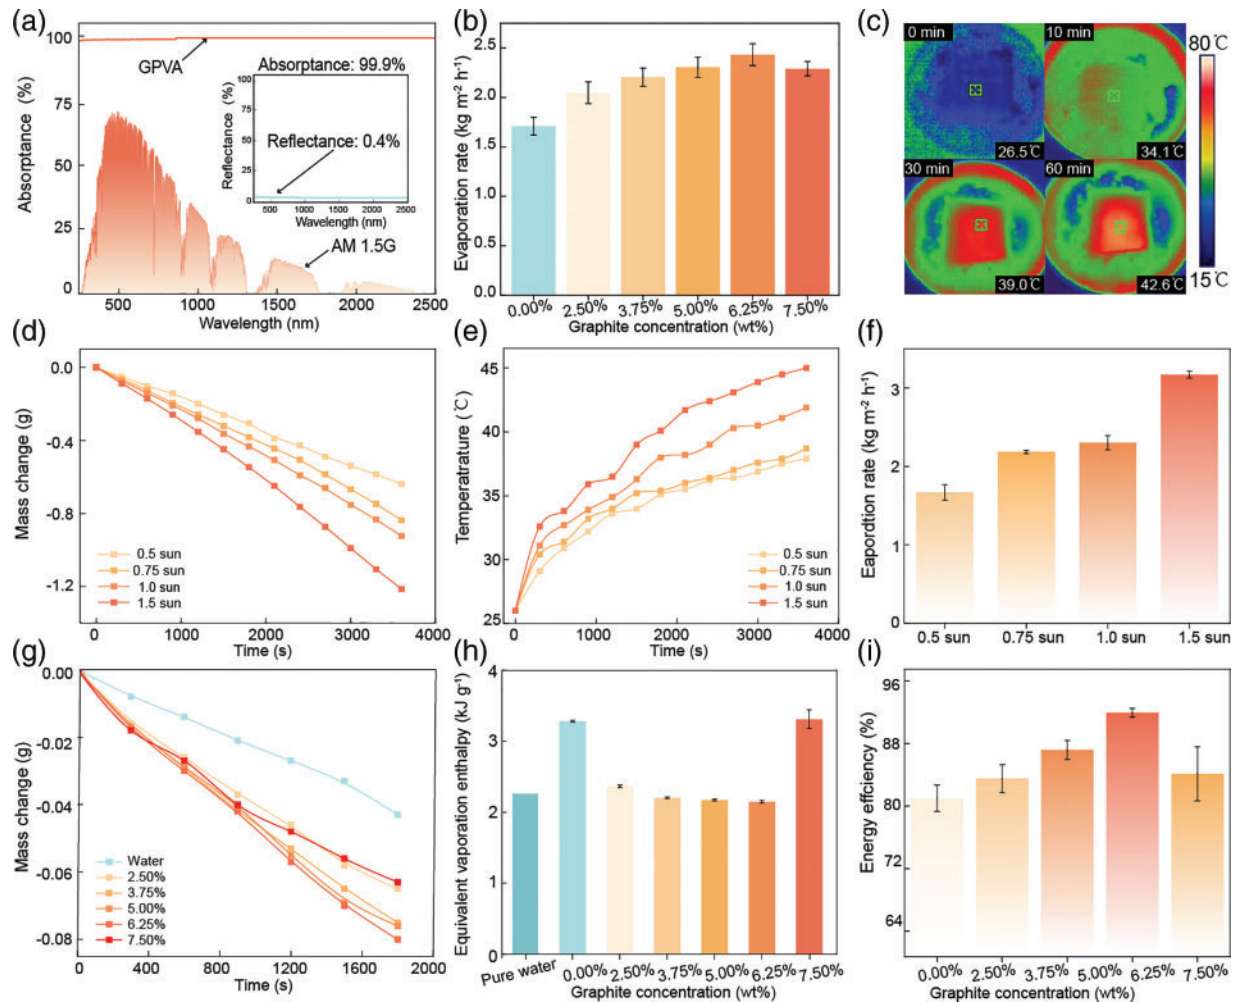 (a)
100
GPVA
Absorptance: 99.9%
Reflectance: 0.4%
Reflectance (%)
100
75
50
25
0
500 1000 1500 2000 2500
Wavelength (nm)
AM 1.5G
Absorptance (%)
75
50
25
0
500 1000 1500 2000 2500
Wavelength (nm)
(b)
Evaporation rate (kg m⁻² h⁻¹)
2.5
2.0
1.5
1.0
0.5
0.0
0.00% 2.50% 3.75% 5.00% 6.25% 7.50%
Graphite concentration (wt%)
(c)
0 min
26.5℃
10 min
34.1℃
30 min
39.0℃
60 min
42.6℃
80℃
15℃
(d)
Mass change (g)
0.0
-0.4
-0.8
-1.2
0.5 sun
0.75 sun
1.0 sun
1.5 sun
0 1000 2000 3000 4000
Time (s)
(e)
Temperatrature (℃)
45
40
35
30
25
0.5 sun
0.75 sun
1.0 sun
1.5 sun
0 1000 2000 3000 4000
Time (s)
(f)
Eapordtion rate (kg m⁻² h⁻¹)
3
2
1
0
0.5 sun 0.75 sun 1.0 sun 1.5 sun
(g)
Mass change (g)
0.00
-0.02
-0.04
-0.06
-0.08
Water
2.50%
3.75%
5.00%
6.25%
7.50%
0 400 800 1200 1600 2000
Time (s)
(h)
Equivalent vaporation enthalpy (kJ g⁻¹)
4
3
2
1
0
Pure water 0.00% 2.50% 3.75% 5.00% 6.25% 7.50%
Graphite concentration (wt%)
(i)
Energy effciency (%)
96
88
80
72
64
0.00% 2.50% 3.75% 5.00% 6.25% 7.50%
Graphite concentration (wt%)